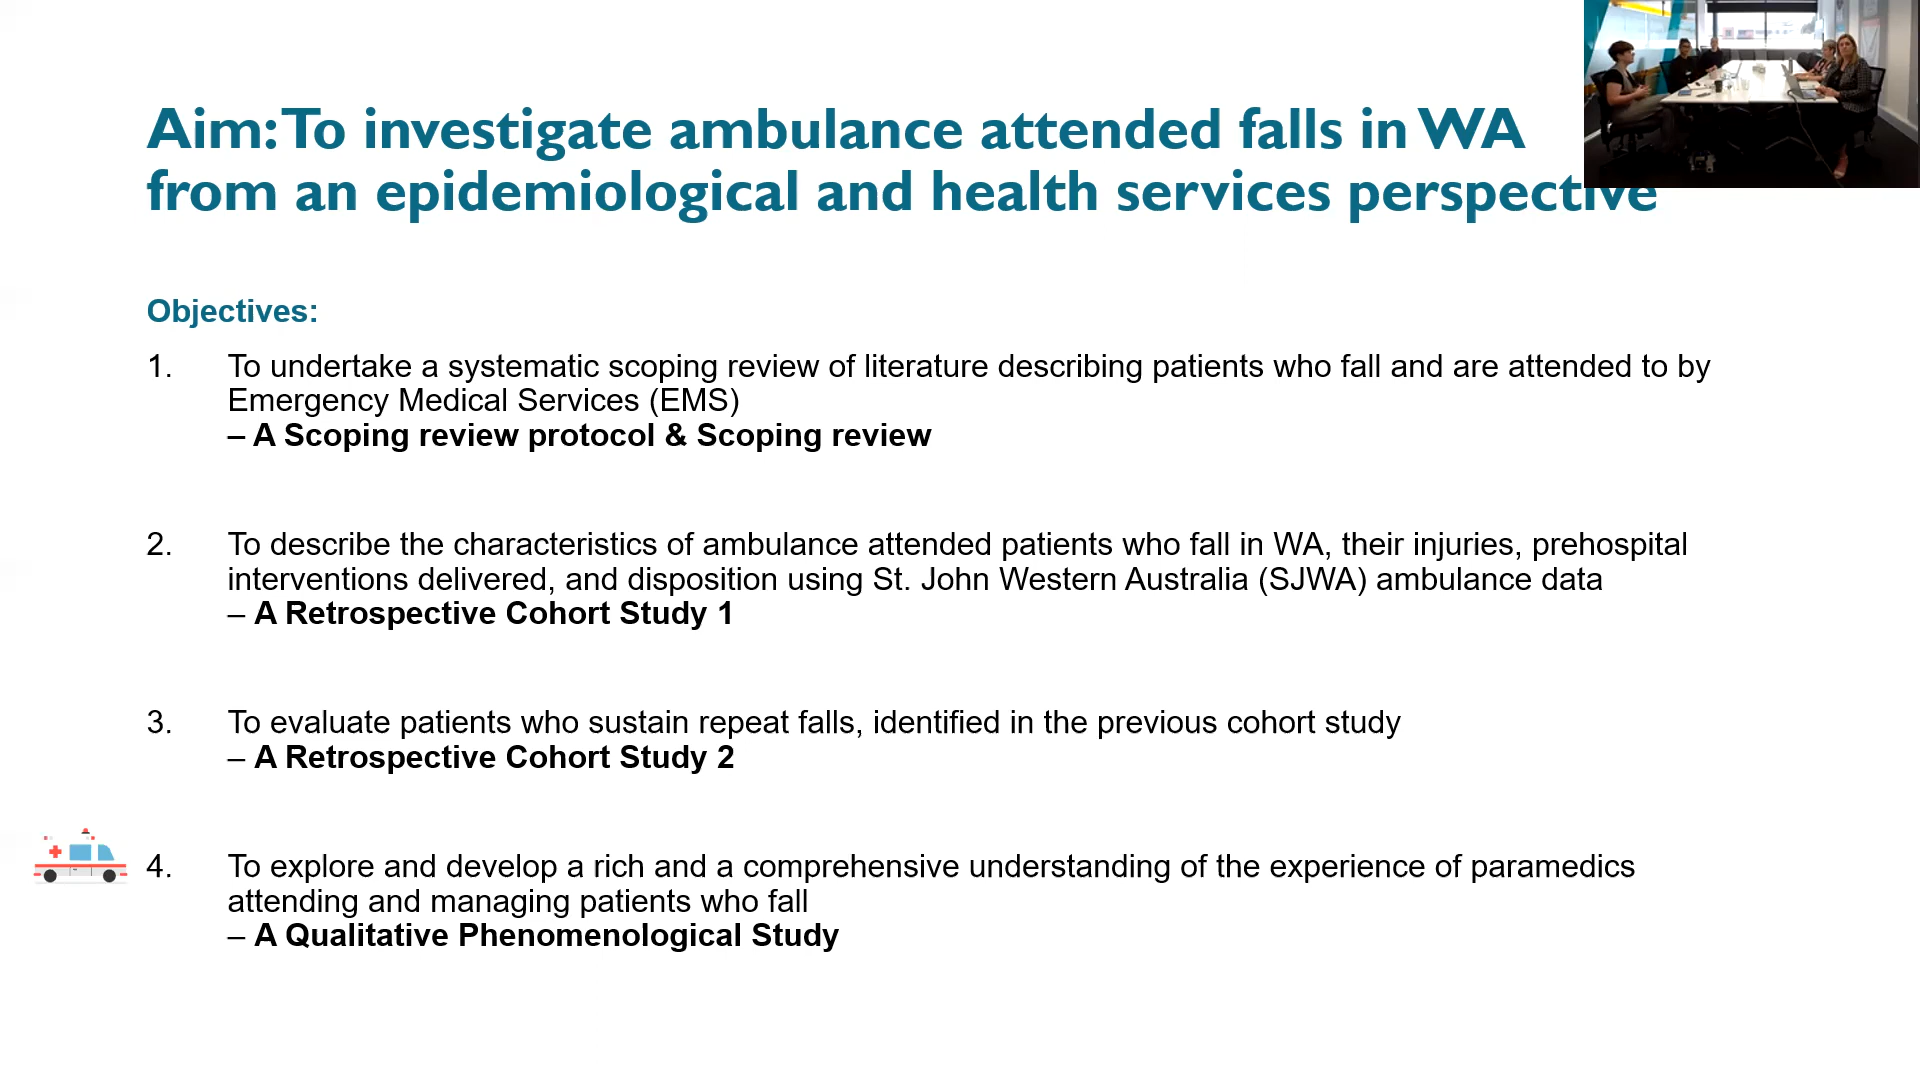 Aim: To investigate ambulance attended falls in WA
from an epidemiological and health services perspective
Objectives:
1. To undertake a systematic scoping review of literature describing patients who fall and are attended to by
Emergency Medical Services (EMS)
– A Scoping review protocol & Scoping review
2. To describe the characteristics of ambulance attended patients who fall in WA, their injuries, prehospital
interventions delivered, and disposition using St. John Western Australia (SJWA) ambulance data
– A Retrospective Cohort Study 1
3. To evaluate patients who sustain repeat falls, identified in the previous cohort study
– A Retrospective Cohort Study 2
4. To explore and develop a rich and a comprehensive understanding of the experience of paramedics
attending and managing patients who fall
– A Qualitative Phenomenological Study